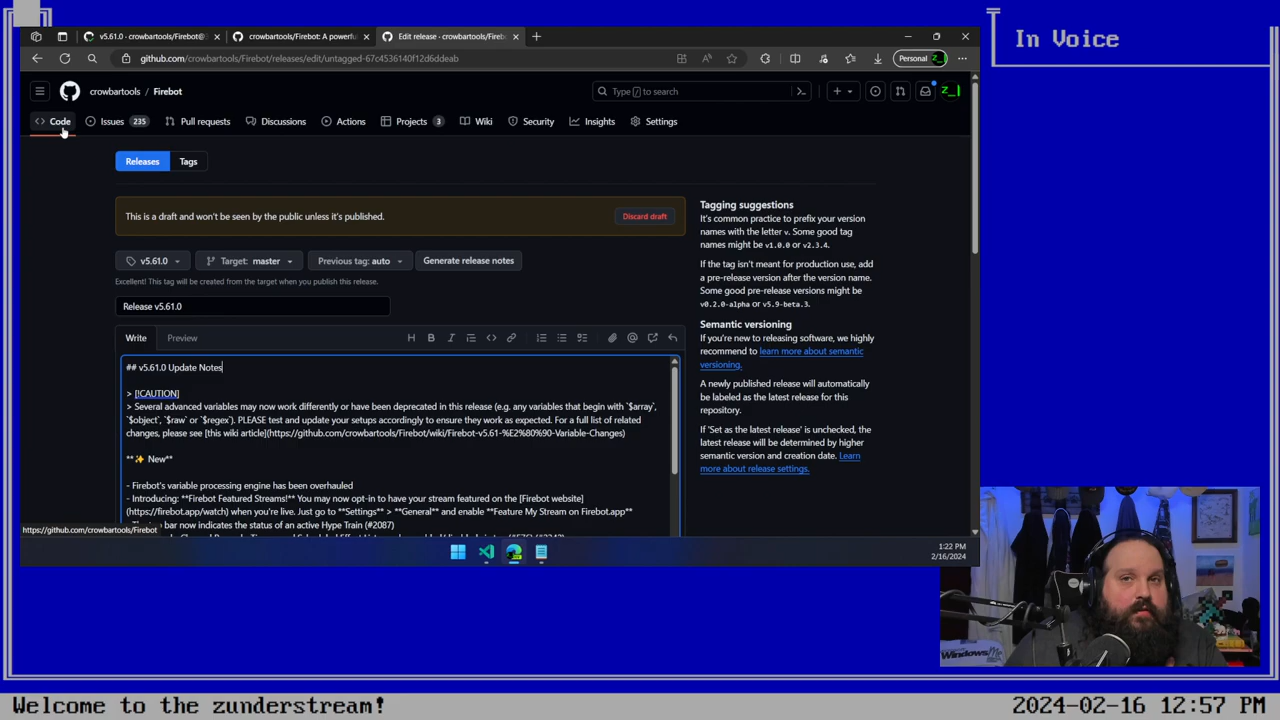 In Voice
v5.61.0 · crowbartools/Firebot@
crowbartools/Firebot: A powerfu
Edit release · crowbartools/Fireb
github.com/crowbartools/Firebot/releases/edit/untagged-67c4536140f12d6ddeab
Personal
crowbartools / Firebot
Type / to search
Code
Issues 235
Pull requests
Discussions
Actions
Projects 3
Wiki
Security
Insights
Settings
Releases
Tags
This is a draft and won't be seen by the public unless it's published.
Discard draft
v5.61.0
Target: master
Previous tag: auto
Generate release notes
Excellent! This tag will be created from the target when you publish this release.
Release v5.61.0
Write
Preview
## v5.61.0 Update Notes
> [!CAUTION]
> Several advanced variables may now work differently or have been deprecated in this release (e.g. any variables that begin with `$array`,
`$object`, `$raw` or `$regex`). PLEASE test and update your setups accordingly to ensure they work as expected. For a full list of related
changes, please see [this wiki article](https://github.com/crowbartools/Firebot/wiki/Firebot-v5.61-%E2%80%90-Variable-Changes)
**✨ New**
- Firebot's variable processing engine has been overhauled
- Introducing: **Firebot Featured Streams!** You may now opt-in to have your stream featured on the [Firebot website]
(https://firebot.app/watch) when you're live. Just go to **Settings** > **General** and enable **Feature My Stream on Firebot.app**
bar now indicates the status of an active Hype Train (#2087)
https://github.com/crowbartools/Firebot
Tagging suggestions
It's common practice to prefix your version
names with the letter v. Some good tag
names might be v1.0.0 or v2.3.4.
If the tag isn't meant for production use, add
a pre-release version after the version name.
Some good pre-release versions might be
v0.2.0-alpha or v5.9-beta.3.
Semantic versioning
If you're new to releasing software, we highly
recommend to learn more about semantic
versioning.
A newly published release will automatically
be labeled as the latest release for this
repository.
If 'Set as the latest release' is unchecked, the
latest release will be determined by higher
semantic version and creation date. Learn
more about release settings.
1:22 PM
2/16/2024
Windows
Welcome to the zunderstream!
2024-02-16 12:57 PM